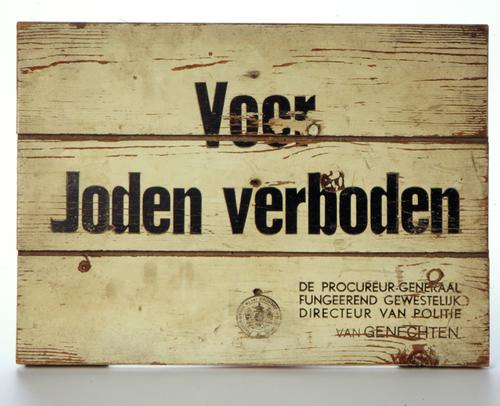 Voor
Joden verboden
DE PROCUREUR-GENERAAL
FUNGEEREND GEWESTELIJK
DIRECTEUR VAN POLITIE
VAN GENECHTEN.